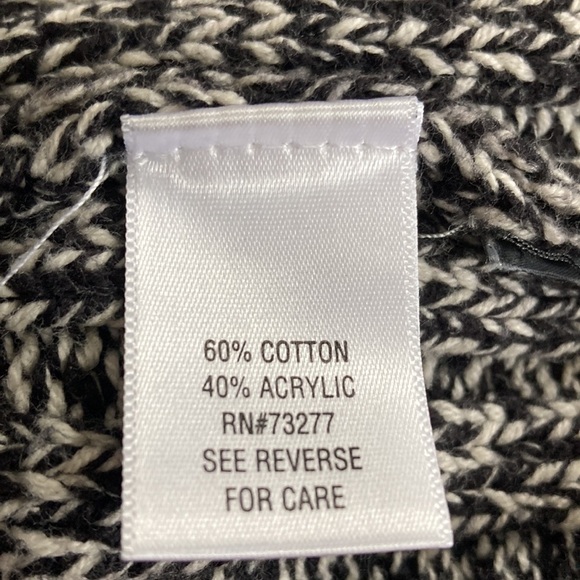 60% COTTON
40% ACRYLIC
RN#73277
SEE REVERSE
FOR CARE